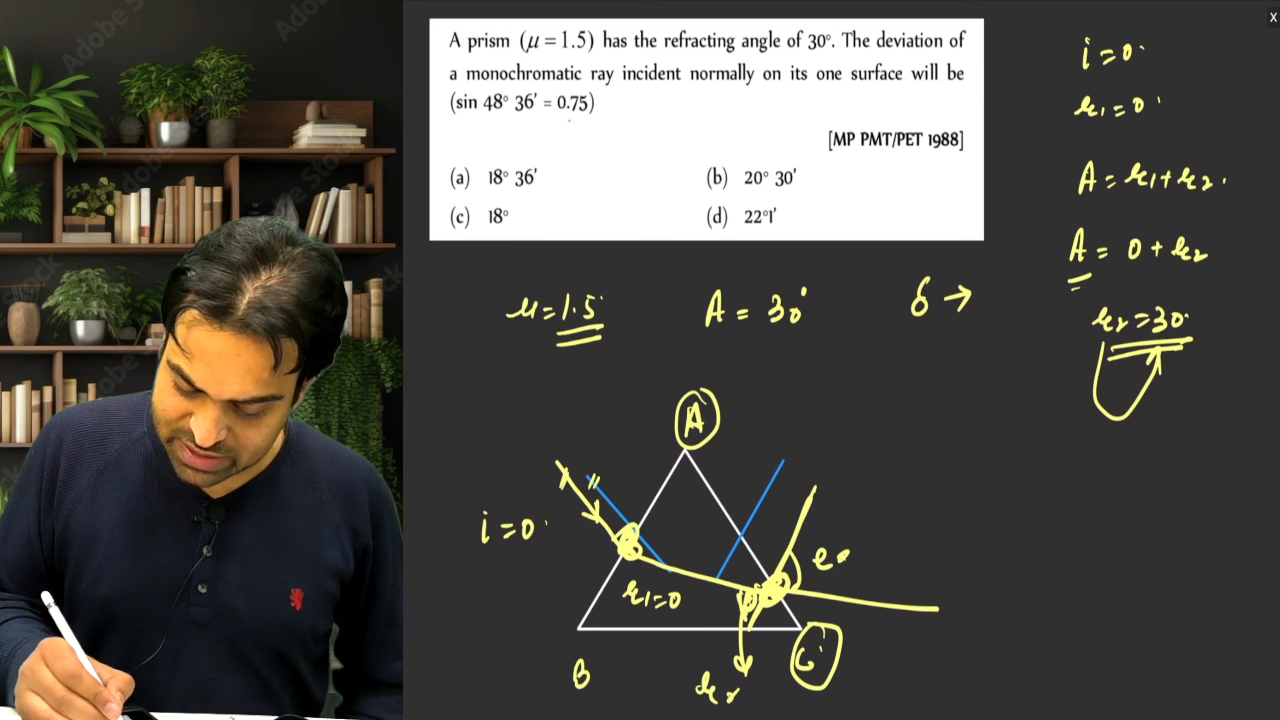 A prism (μ = 1.5) has the refracting angle of 30°. The deviation of
a monochromatic ray incident normally on its one surface will be
(sin 48° 36′ = 0.75)
[MP PMT/PET 1988]
(a) 18° 36′ (b) 20° 30′
(c) 18° (d) 22°1′
i = 0
r1 = 0
A = r1 + r2
A = 0 + r2
r2 = 30
μ = 1.5 A = 30° δ →
A
i = 0
r1 = 0
e
B
r2
C
Adobe Stock
X